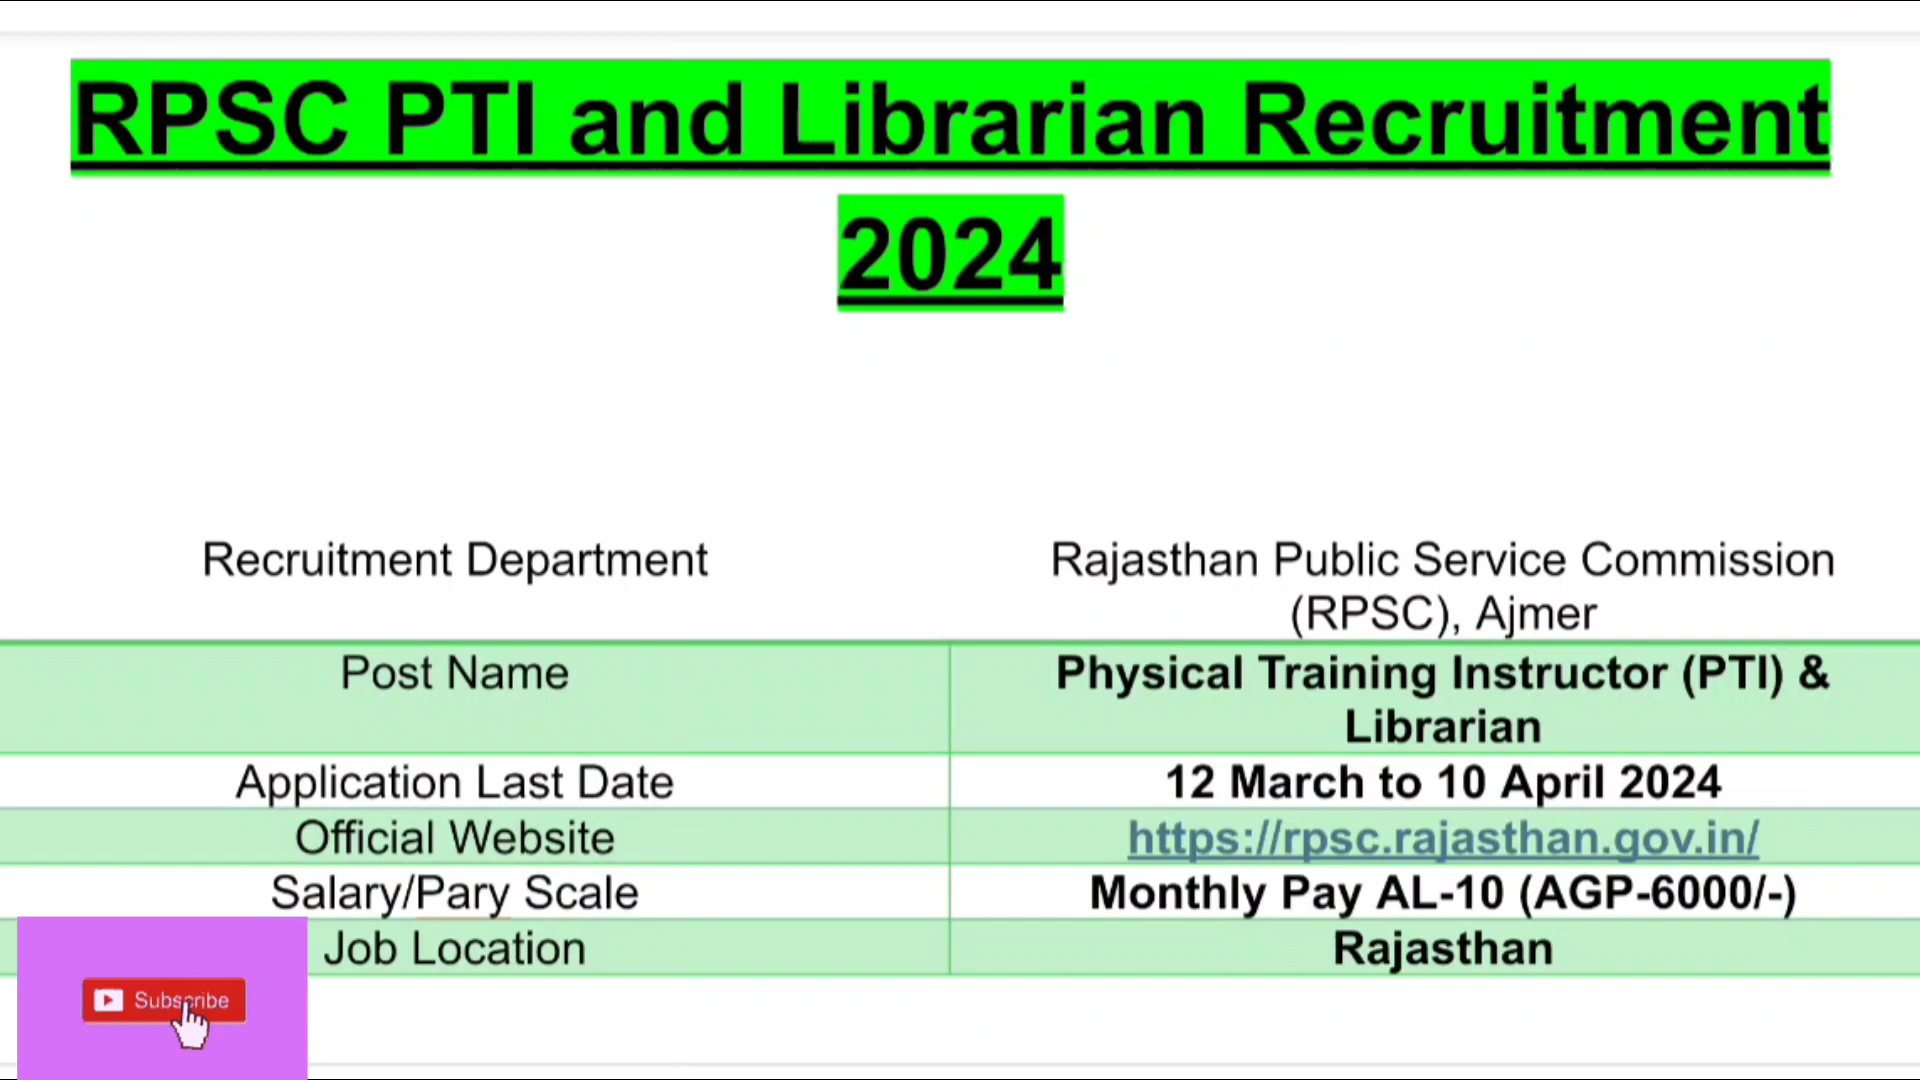 RPSC PTI and Librarian Recruitment
2024
Recruitment Department
Rajasthan Public Service Commission
(RPSC), Ajmer
Post Name
Physical Training Instructor (PTI) &
Librarian
Application Last Date
12 March to 10 April 2024
Official Website
https://rpsc.rajasthan.gov.in/
Salary/Pary Scale
Monthly Pay AL-10 (AGP-6000/-)
Job Location
Rajasthan
Subscribe